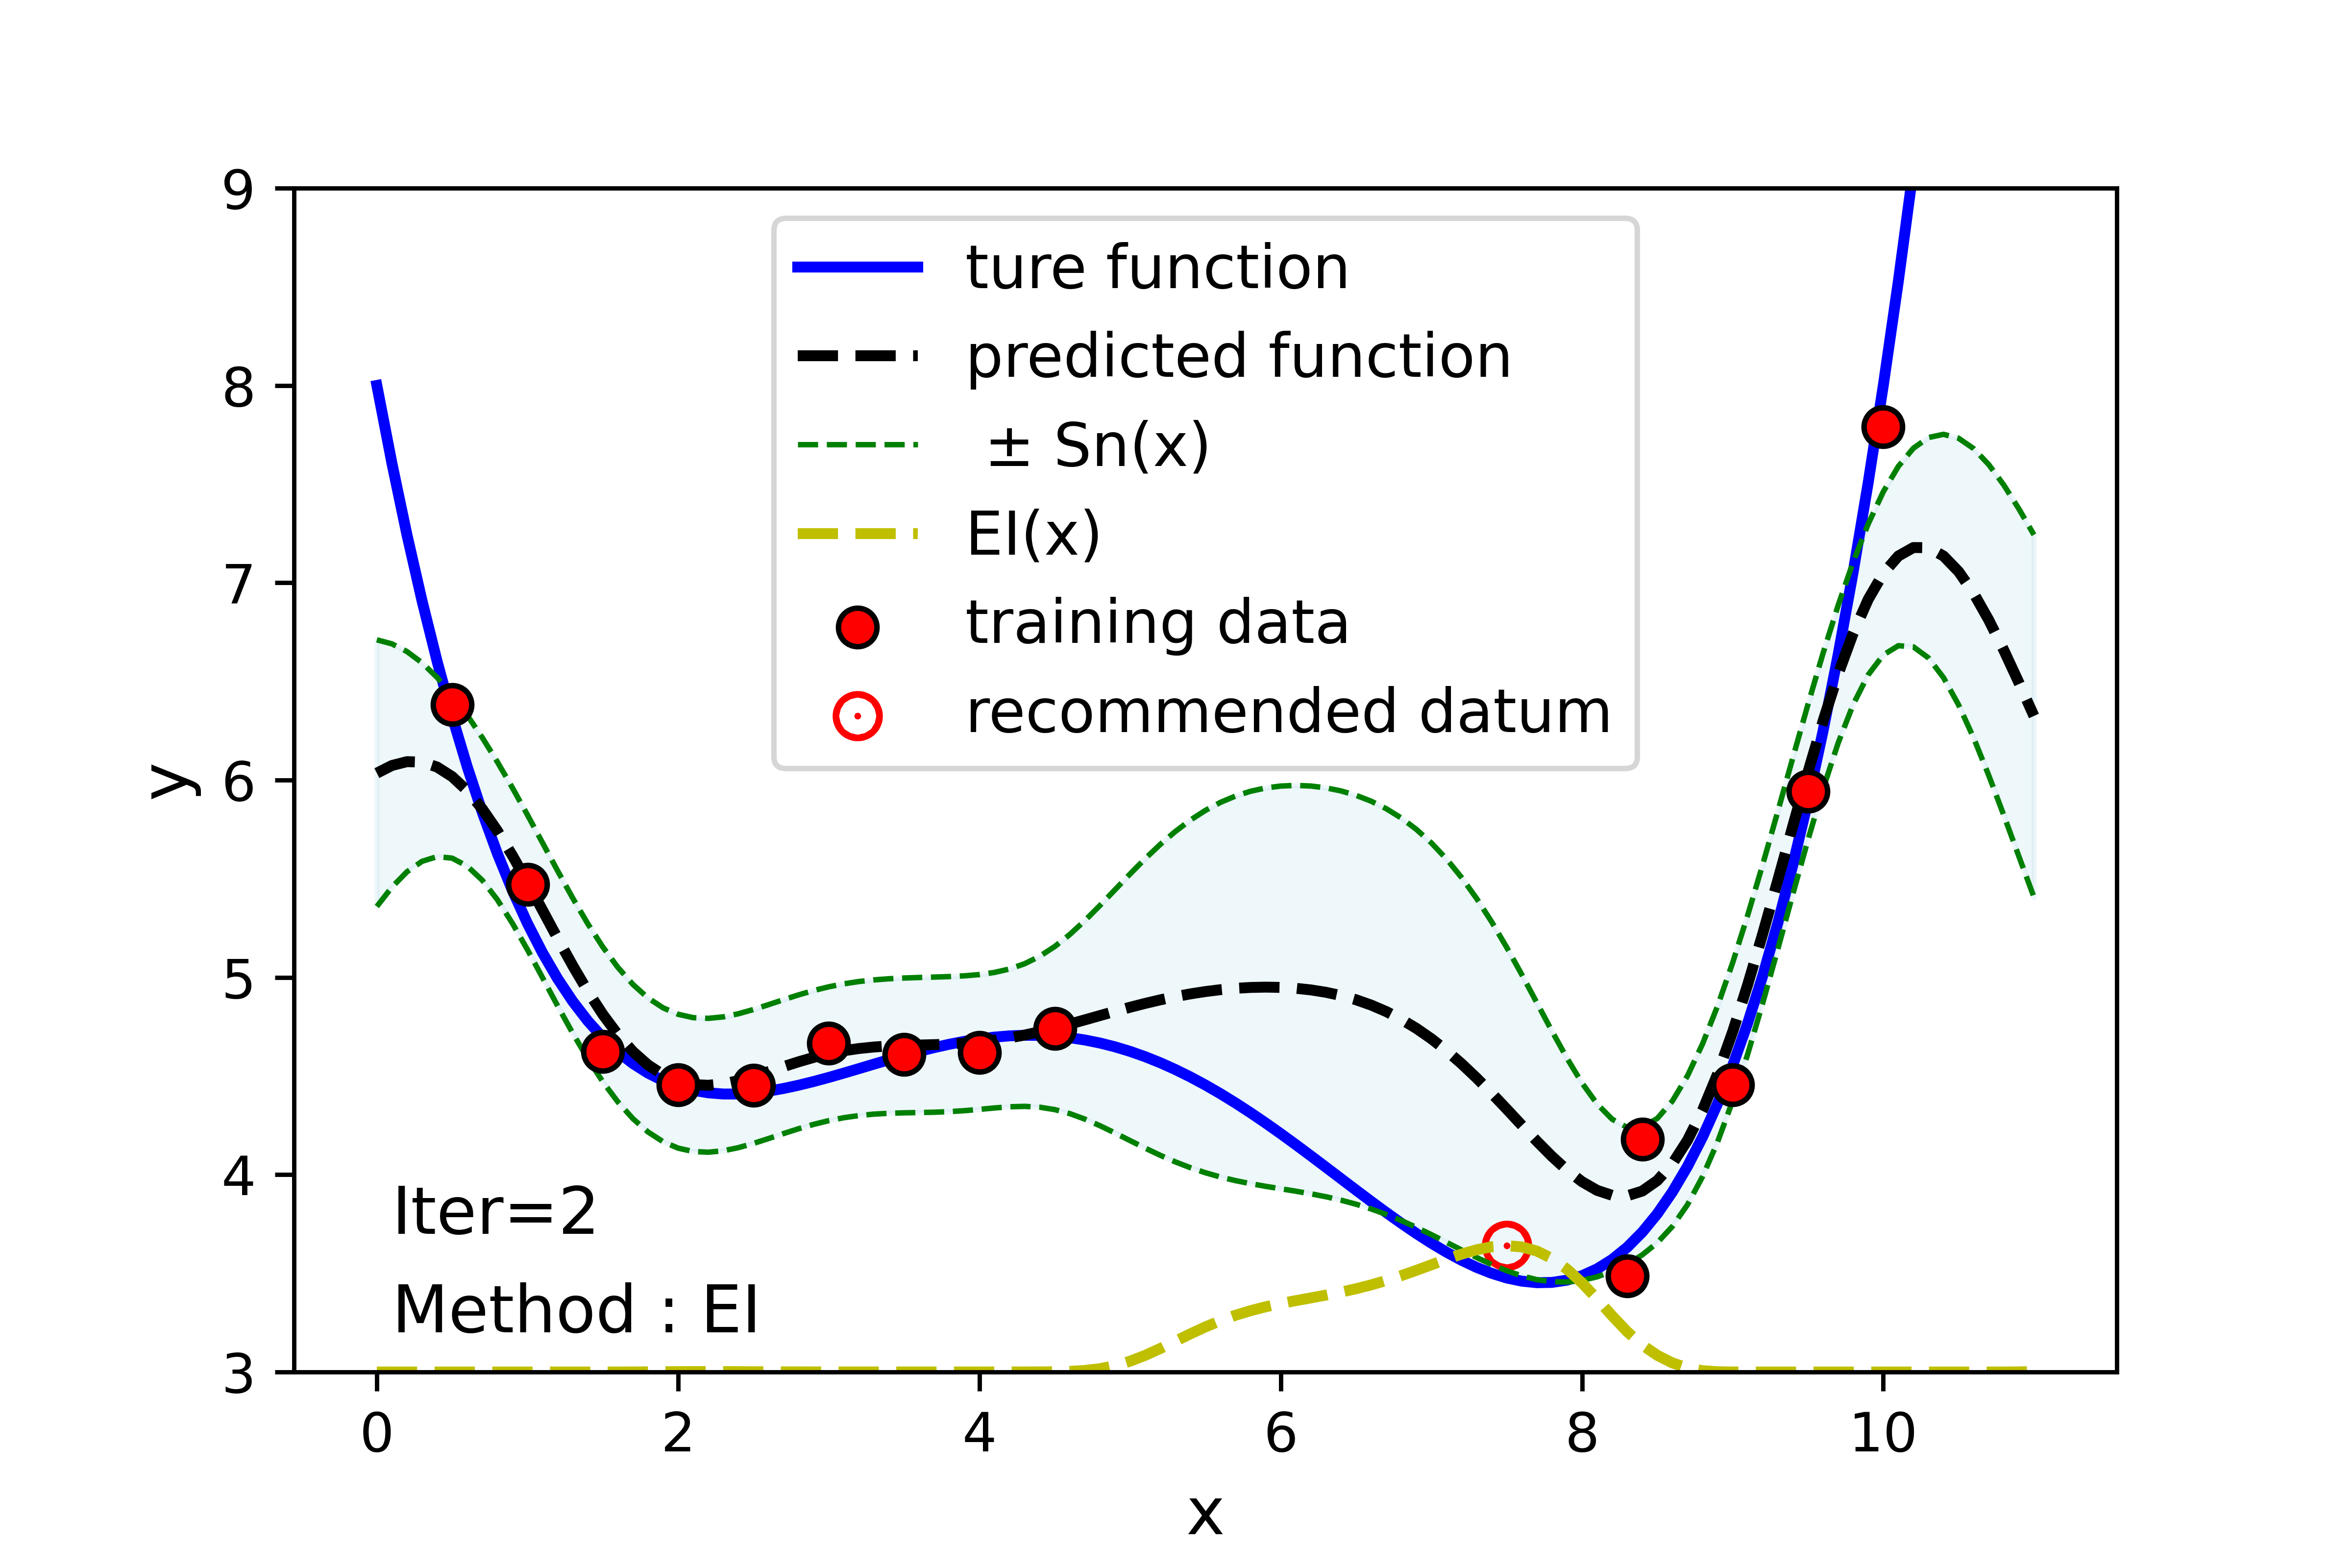 9
8
7
6
5
4
3
y
ture function
predicted function
± Sn(x)
EI(x)
training data
recommended datum
Iter=2
Method : EI
0 2 4 6 8 10
x